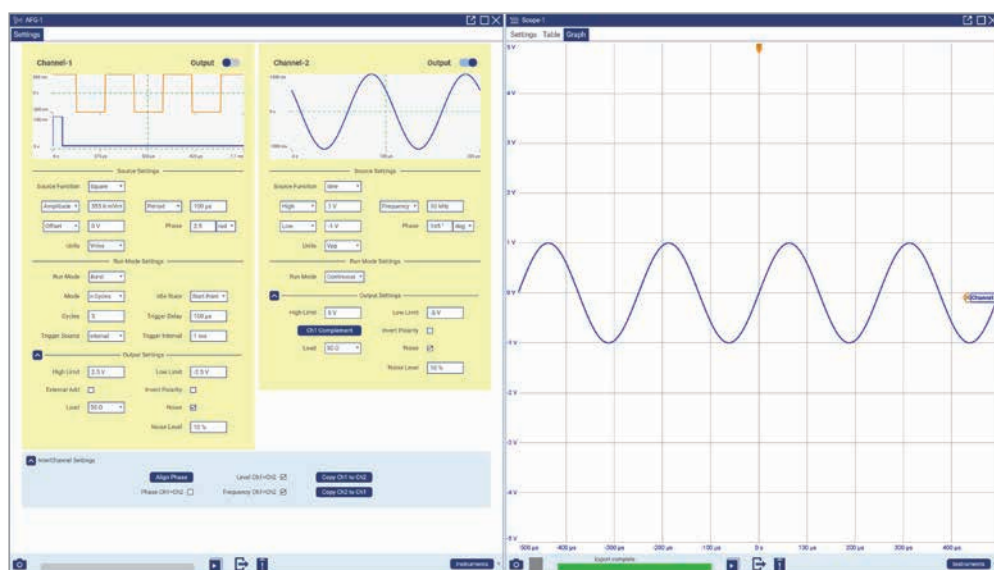 AFG-1
Scope 1
Settings
Settings Table Graph
Channel-1
Output
Channel-2
Output
Source Settings
Source Settings
Source Function Square
Source Function Sine
Amplitude
Period 100 µs
High 1 V
Frequency 10 kHz
Offset 0 V
Phase 2.5 rad
Low -1 V
Phase deg
Units Vrms
Units Vpp
Run Mode Settings
Run Mode Settings
Run Mode Burst
Run Mode Continuous
Mode n Cycles
Idle State Start Point
Output Settings
Cycles
Trigger Delay 100 µs
High Limit 5 V
Low Limit -5 V
Trigger Source Interval
Trigger Interval 1 ms
Ch1 Complement
Invert Polarity
Load 50 Ω
Noise
Output Settings
Noise Level 10 %
High Limit 2.5 V
Low Limit -2.5 V
External Add
Invert Polarity
Load 50 Ω
Noise
Noise Level 10 %
InterChannel Settings
Align Phase
Level Ch1=Ch2
Copy Ch1 to Ch2
Phase Ch1=Ch2
Frequency Ch1=Ch2
Copy Ch2 to Ch1
5 V
4 V
3 V
2 V
1 V
0 V
-1 V
-2 V
-3 V
-4 V
-5 V
Channel
-500 µs
-400 µs
-300 µs
-200 µs
-100 µs
0 s
100 µs
200 µs
300 µs
400 µs
Export complete
Instruments
Instruments